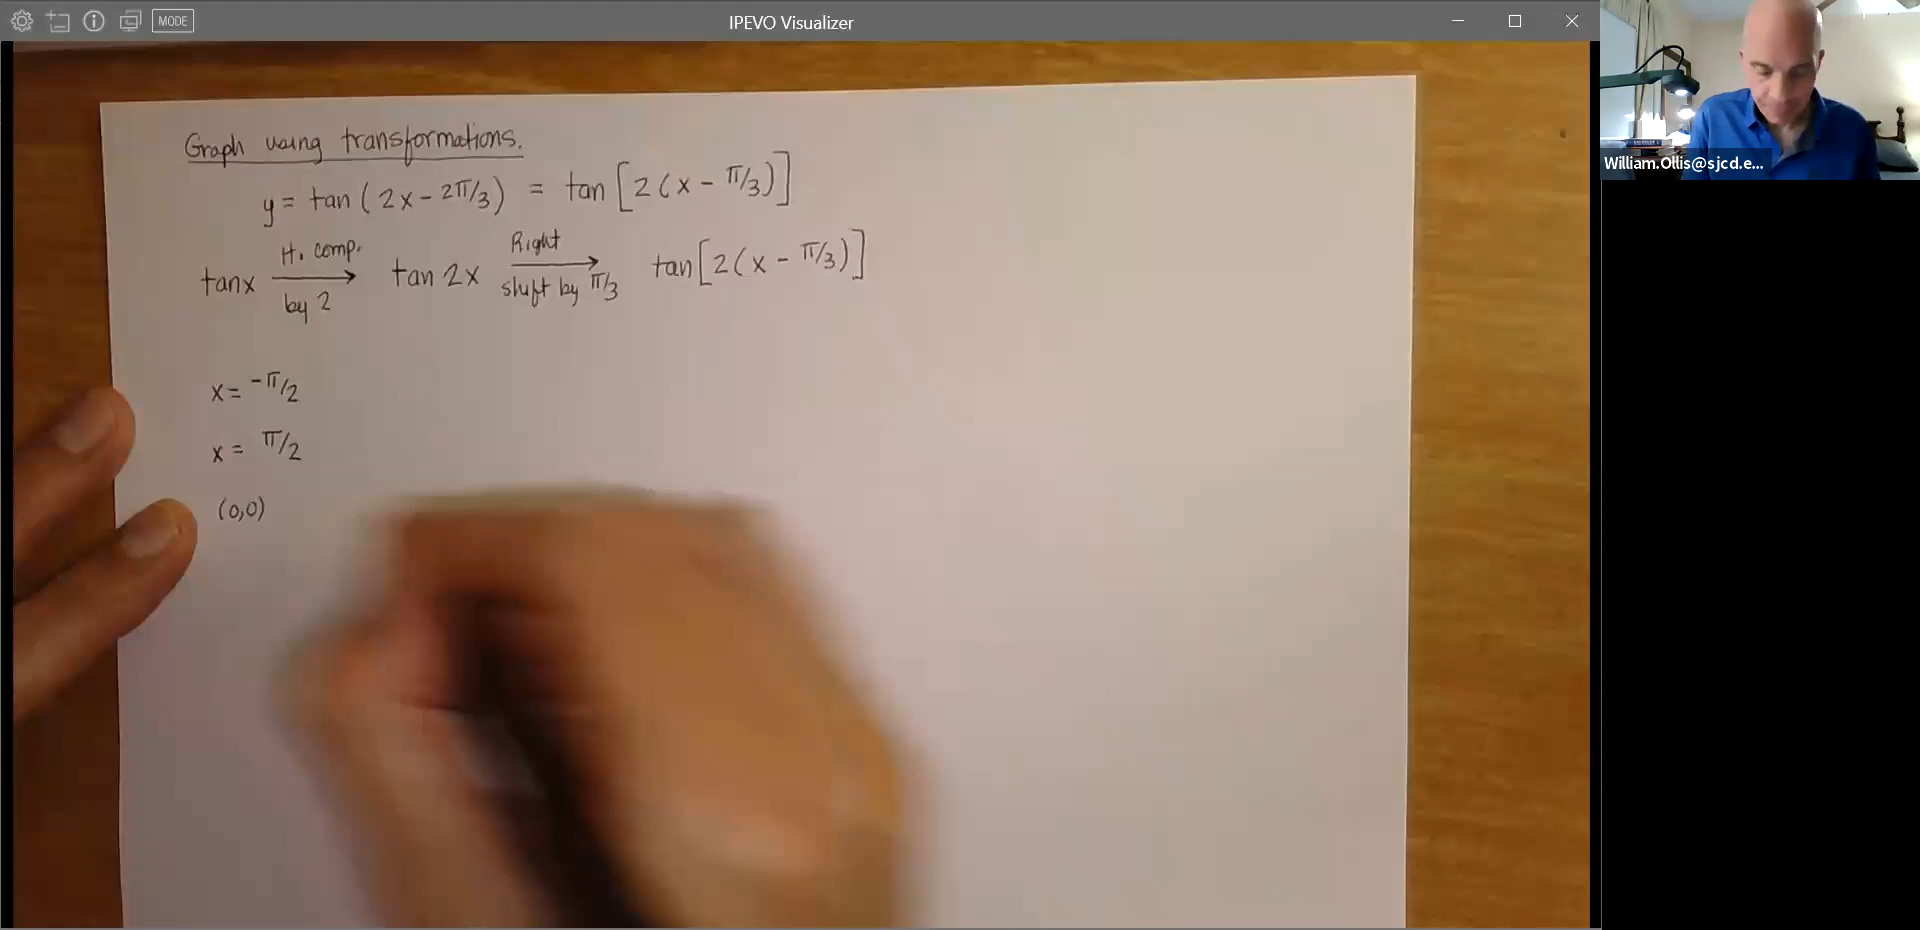 MODE
IPEVO Visualizer
William.Ollis@sjcd.e...
Graph using transformations.
y = tan ( 2x - 2π/3 ) = tan [ 2 ( x - π/3 ) ]
H. comp. Right
tanx → tan 2x → tan [ 2 ( x - π/3 ) ]
by 2 shift by π/3
x = -π/2
x = π/2
(0,0)